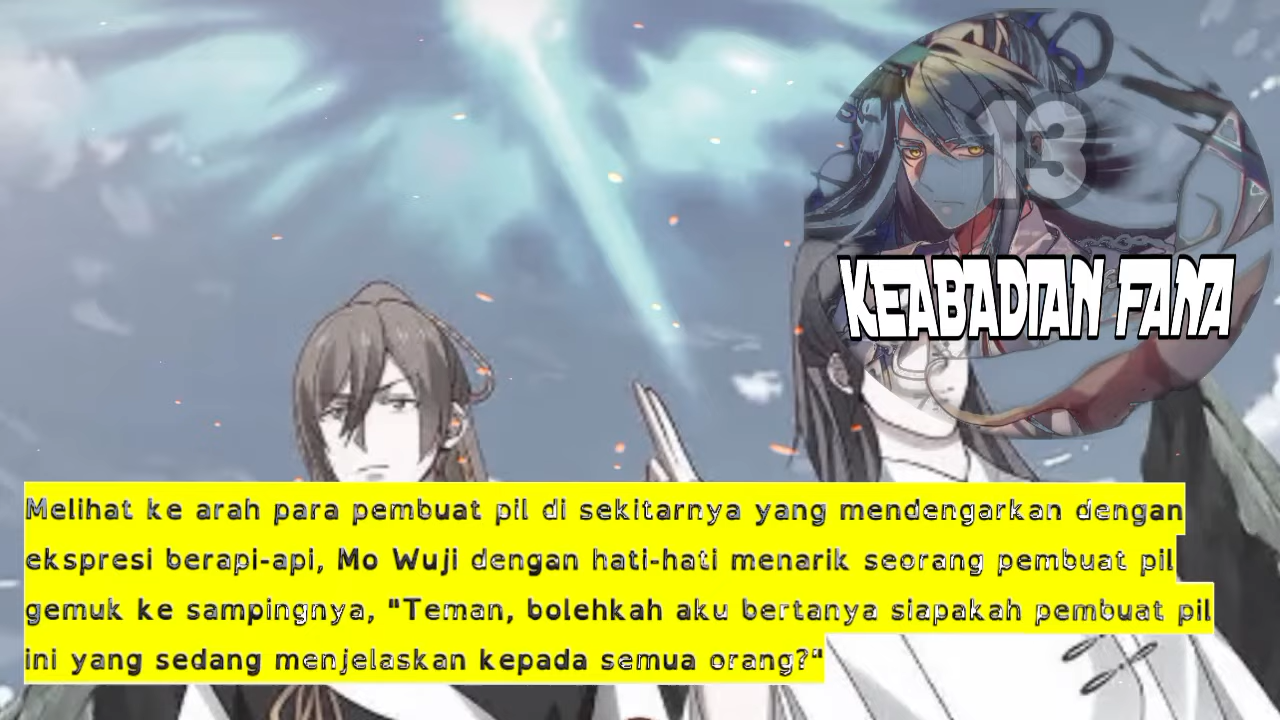 13
KEABADIAN FANA
Melihat ke arah para pembuat pil di sekitarnya yang mendengarkan dengan
ekspresi berapi-api, Mo Wuji dengan hati-hati menarik seorang pembuat pil
gemuk ke sampingnya, "Teman, bolehkah aku bertanya siapakah pembuat pil
ini yang sedang menjelaskan kepada semua orang?"